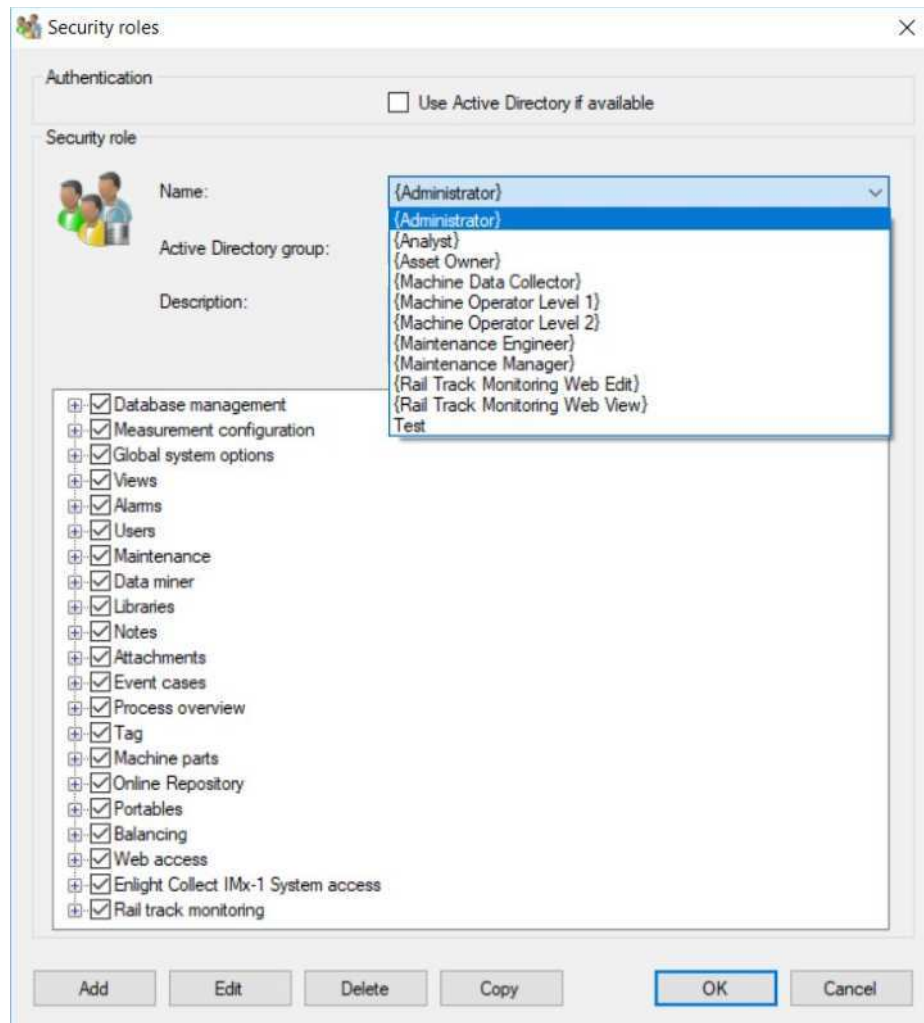 Security roles
Authentication
Use Active Directory if available
Security role
Name:
{Administrator}
{Administrator}
{Analyst}
{Asset Owner}
{Machine Data Collector}
{Machine Operator Level 1}
{Machine Operator Level 2}
{Maintenance Engineer}
{Maintenance Manager}
{Rail Track Monitoring Web Edit}
{Rail Track Monitoring Web View}
Test
Active Directory group:
Description:
Database management
Measurement configuration
Global system options
Views
Alarms
Users
Maintenance
Data miner
Libraries
Notes
Attachments
Event cases
Process overview
Tag
Machine parts
Online Repository
Portables
Balancing
Web access
Enlight Collect IMx-1 System access
Rail track monitoring
Add
Edit
Delete
Copy
OK
Cancel